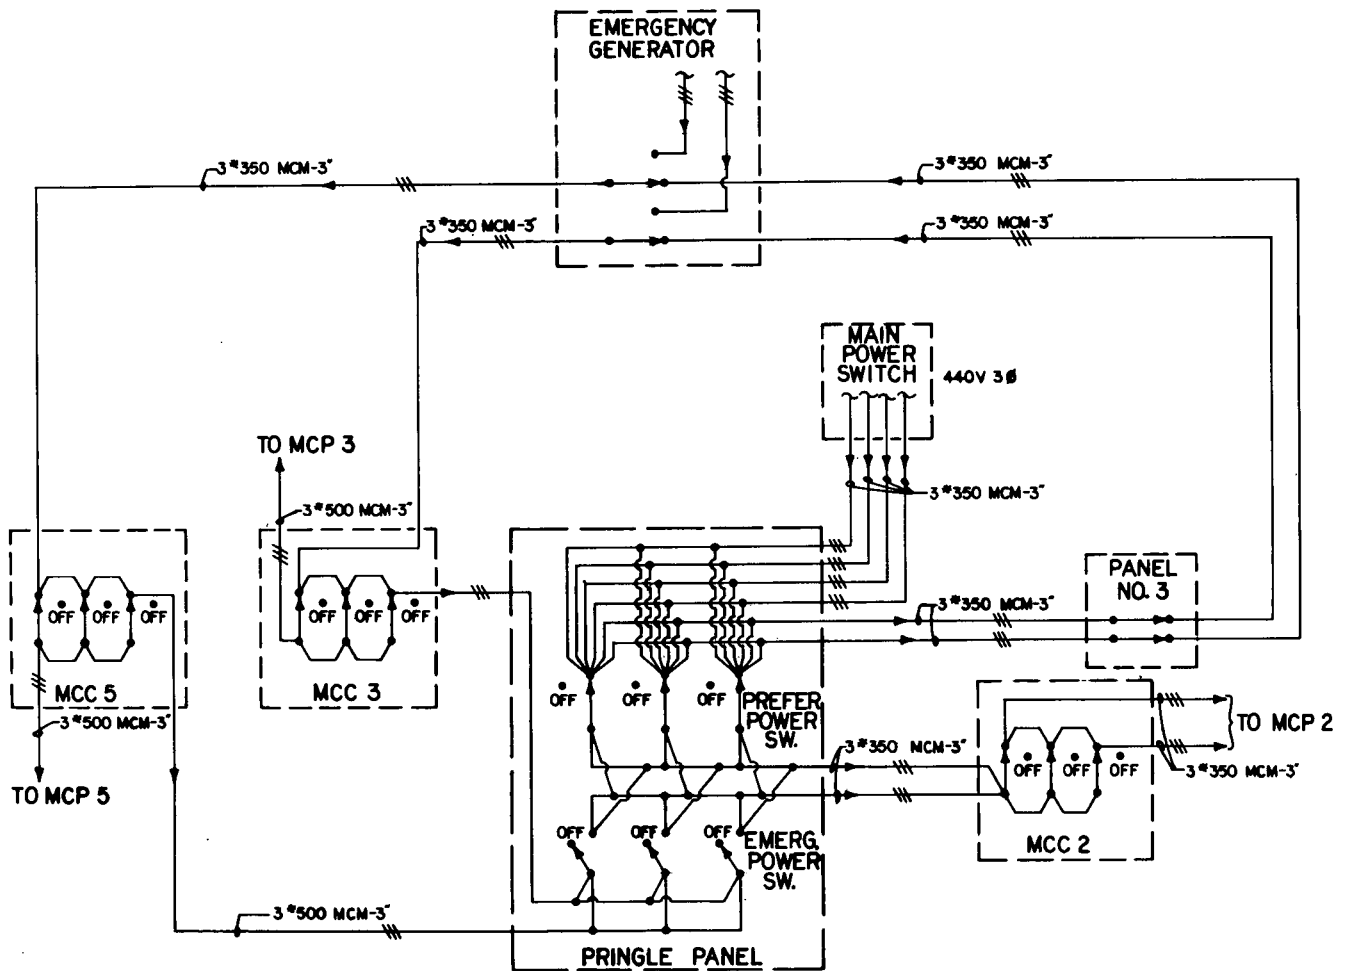 EMERGENCY
GENERATOR
3 #350 MCM-3"
3 #350 MCM-3"
3 #350 MCM-3"
3 #350 MCM-3"
MAIN
POWER
SWITCH
440V 3Ø
TO MCP 3
3 #350 MCM-3"
3 #500 MCM-3"
PANEL
NO. 3
OFF
OFF
OFF
OFF
OFF
OFF
3 #350 MCM-3"
MCC 5
MCC 3
OFF
OFF
OFF
PREFER
POWER
SW.
3 #500 MCM-3"
TO MCP 2
3 #350 MCM-3"
OFF
OFF
OFF
3 #350 MCM-3"
TO MCP 5
OFF
OFF
OFF
EMERG.
POWER
SW.
MCC 2
3 #500 MCM-3"
PRINGLE PANEL